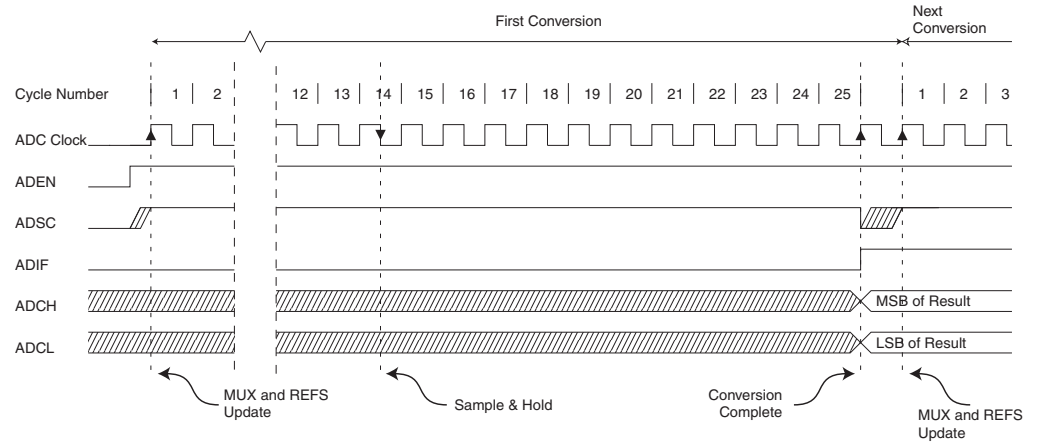 First Conversion
Next
Conversion
Cycle Number 1 2 12 13 14 15 16 17 18 19 20 21 22 23 24 25 1 2 3
ADC Clock
ADEN
ADSC
ADIF
ADCH MSB of Result
ADCL LSB of Result
MUX and REFS
Update
Sample & Hold
Conversion
Complete
MUX and REFS
Update